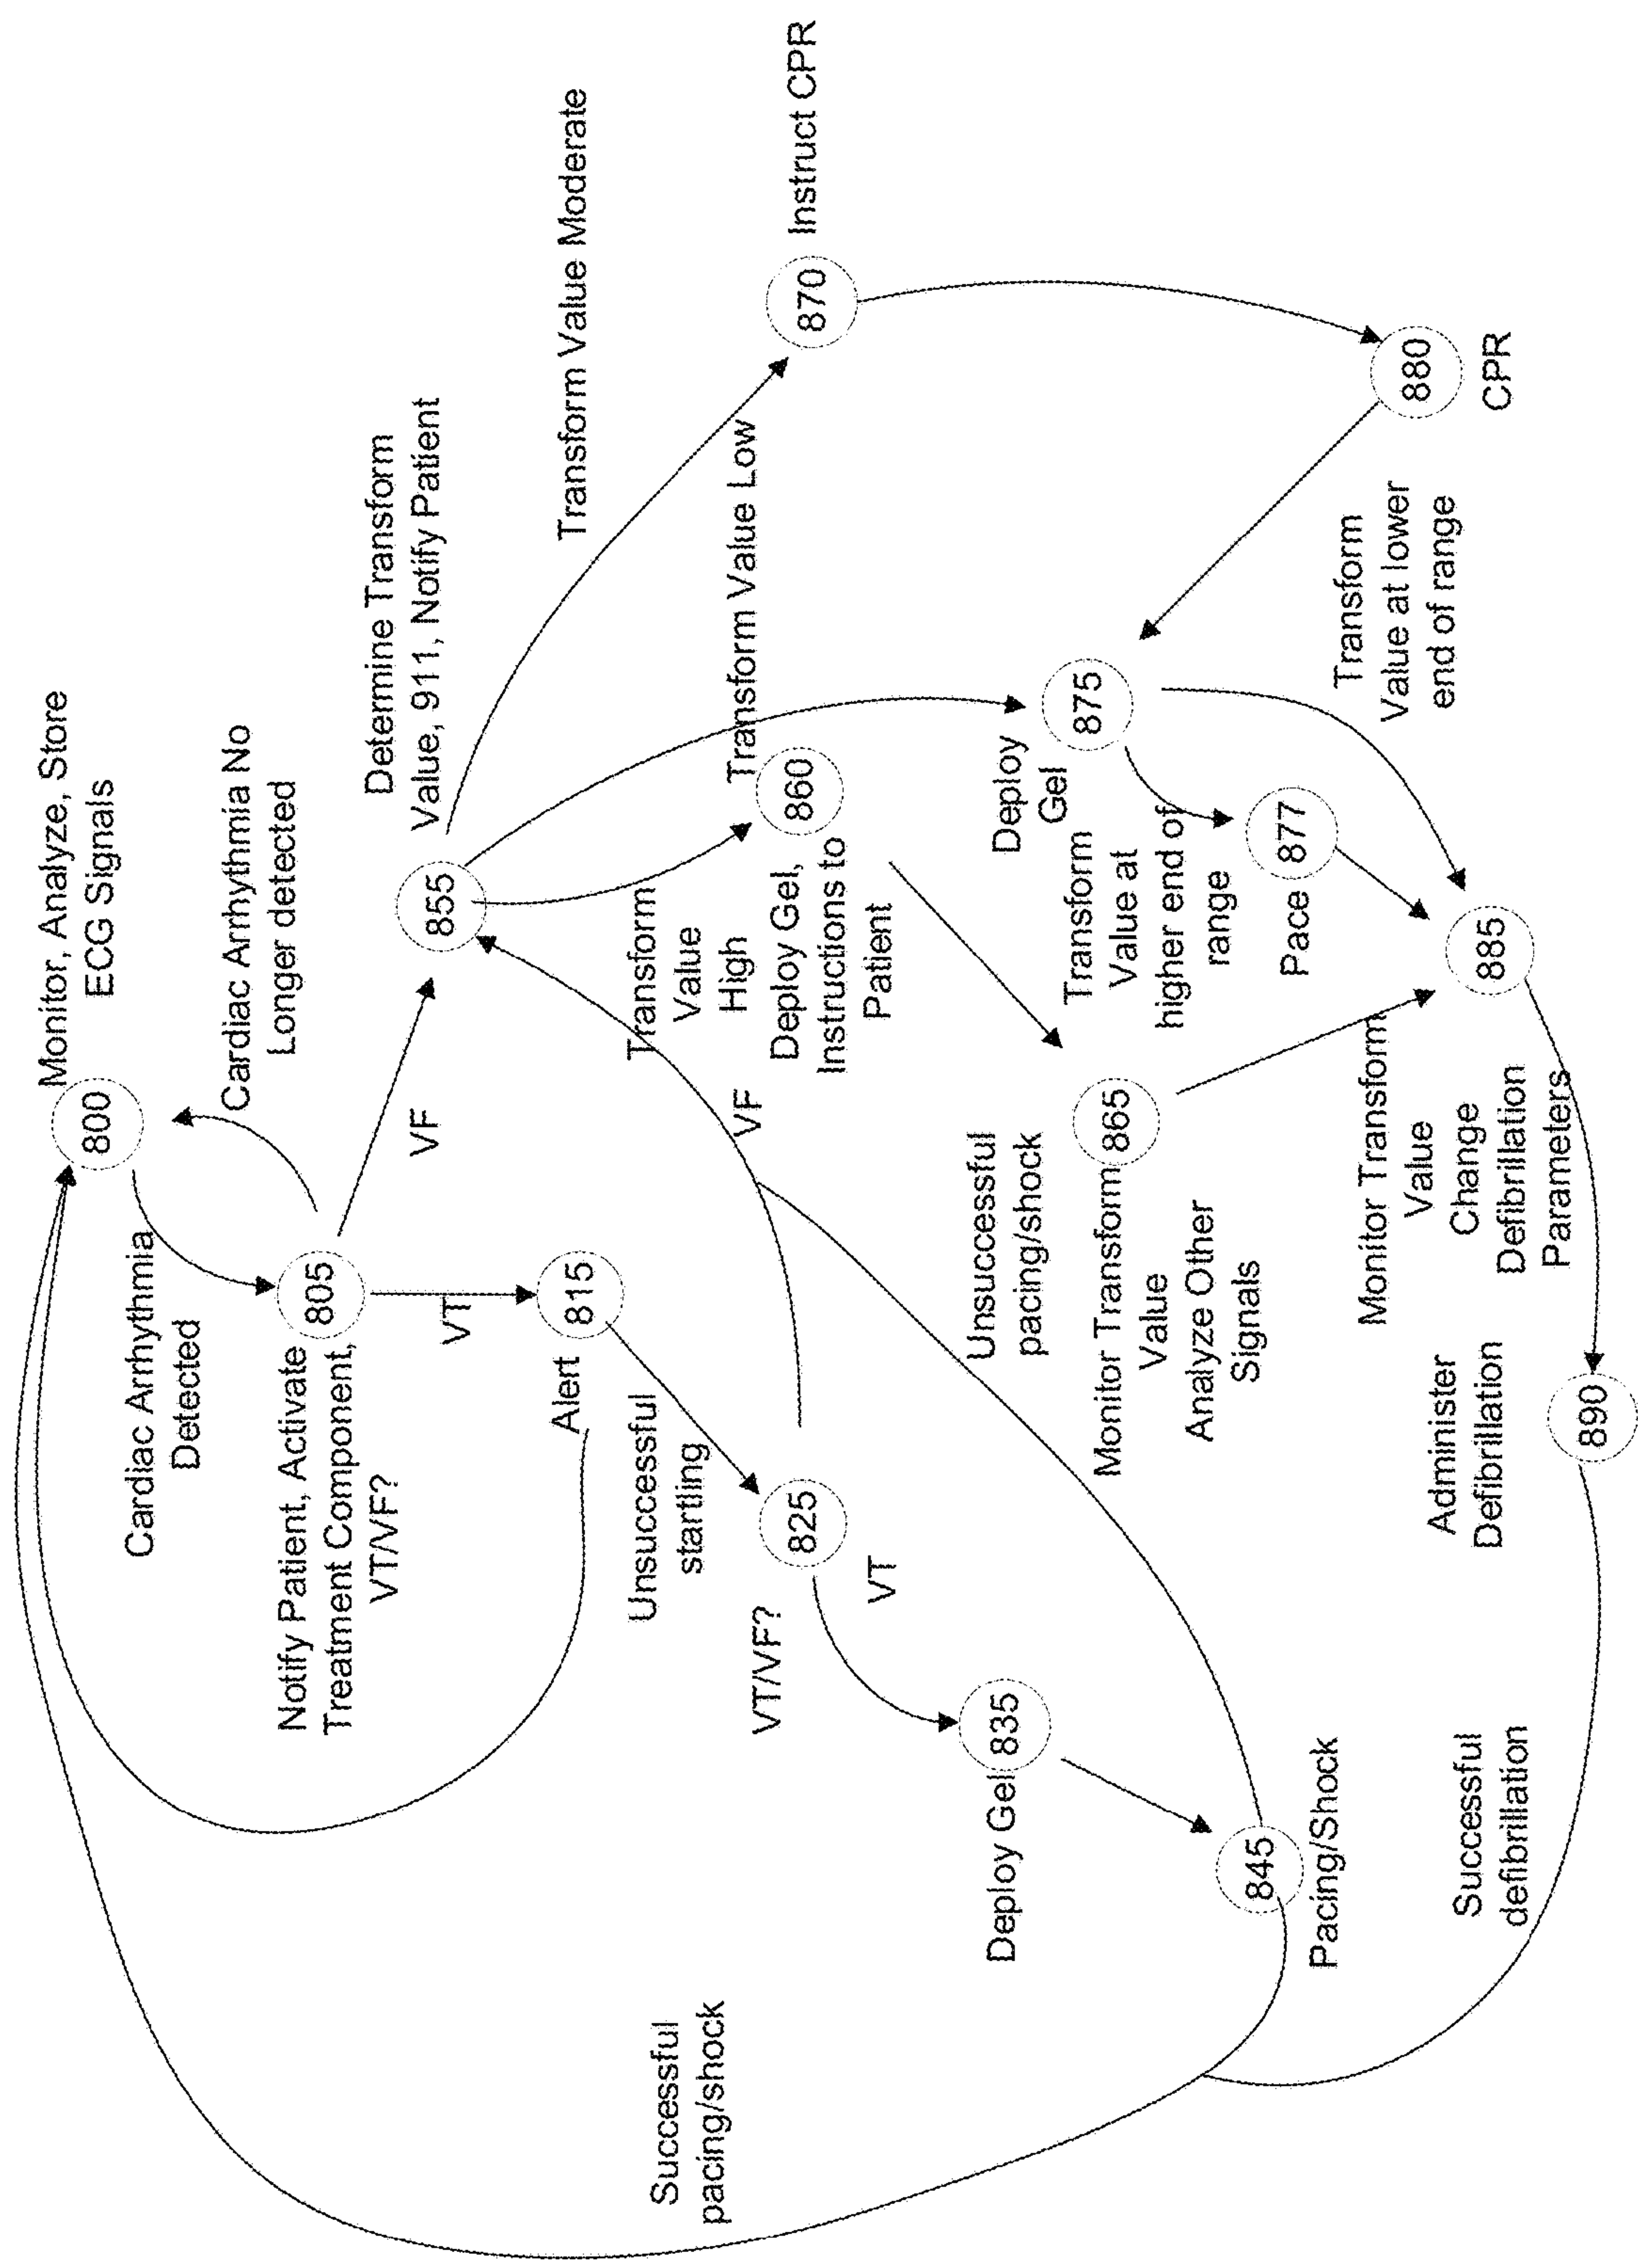 Monitor, Analyze, Store
ECG Signals
800
Cardiac Arrhythmia No
Longer detected
Cardiac Arrhythmia
Detected
805
Notify Patient, Activate
Treatment Component,
VT/VF?
VF
VT
Determine Transform
Value, 911, Notify Patient
855
815
Alert
Unsuccessful
startling
Transform Value Moderate
Transform Value Low
Transform
Value
High
VF
825
VT/VF?
VT
870
Instruct CPR
860
Deploy Gel,
Instructions to
Patient
835
Deploy Gel
Unsuccessful
pacing/shock
Deploy
Gel
875
865
Monitor Transform
Value
Analyze Other
Signals
Transform
Value at
higher end of
range
877
Pace
845
Pacing/Shock
Successful
pacing/shock
Transform
Value at lower
end of range
880
CPR
885
Monitor Transform
Value
Change
Defibrillation
Parameters
Administer
Defibrillation
890
Successful
defibrillation